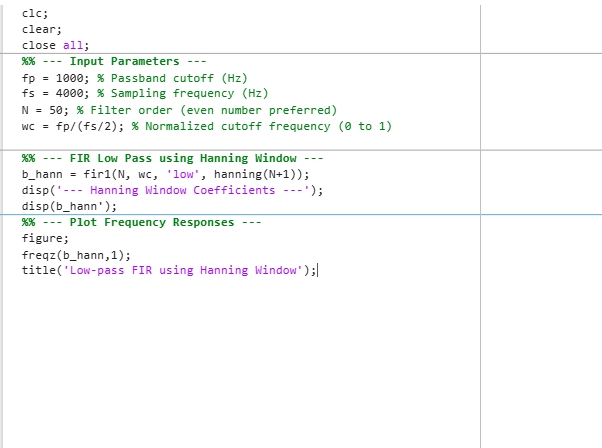 clc;
clear;
close all;
%% --- Input Parameters ---
fp = 1000; % Passband cutoff (Hz)
fs = 4000; % Sampling frequency (Hz)
N = 50; % Filter order (even number preferred)
wc = fp/(fs/2); % Normalized cutoff frequency (0 to 1)
%% --- FIR Low Pass using Hanning Window ---
b_hann = fir1(N, wc, 'low', hanning(N+1));
disp('--- Hanning Window Coefficients ---');
disp(b_hann');
%% --- Plot Frequency Responses ---
figure;
freqz(b_hann,1);
title('Low-pass FIR using Hanning Window');